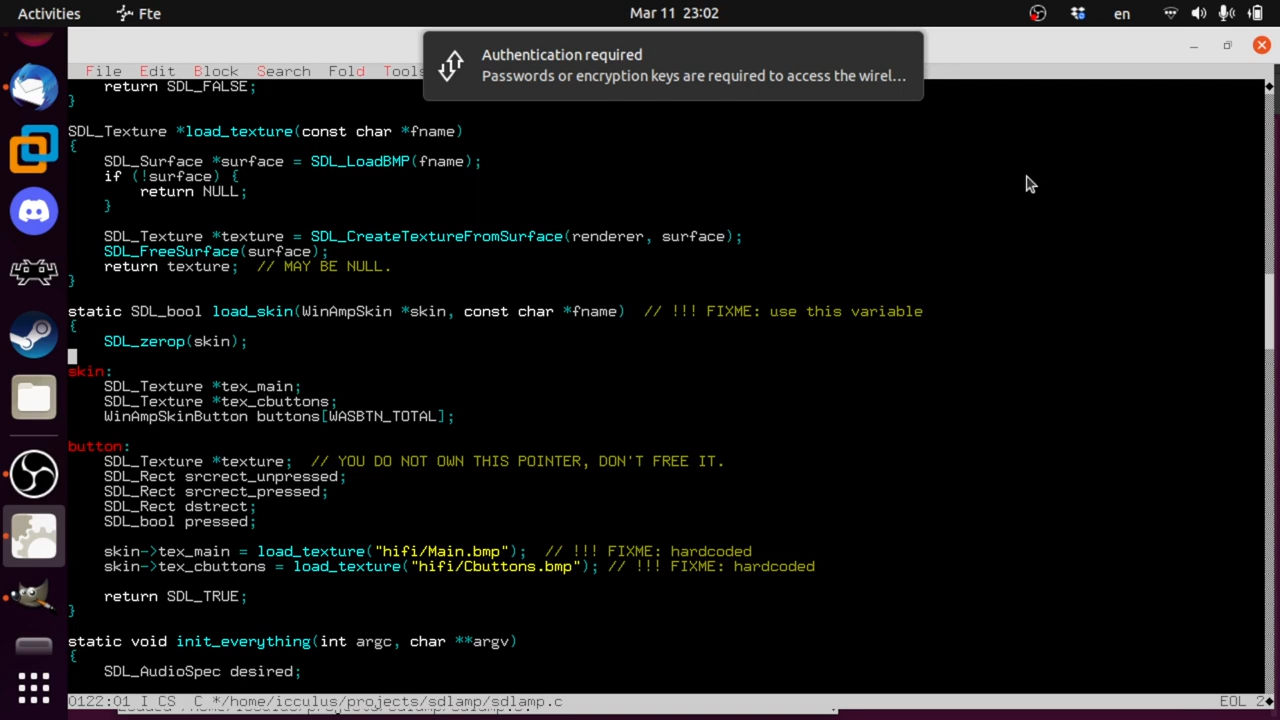 Activities
Fte
Mar 11 23:02
en
Authentication required
Passwords or encryption keys are required to access the wirel...
File Edit Block Search Fold Tools
return SDL_FALSE;
}
SDL_Texture *load_texture(const char *fname)
{
SDL_Surface *surface = SDL_LoadBMP(fname);
if (!surface) {
return NULL;
}
SDL_Texture *texture = SDL_CreateTextureFromSurface(renderer, surface);
SDL_FreeSurface(surface);
return texture;  // MAY BE NULL.
}
static SDL_bool load_skin(WinAmpSkin *skin, const char *fname)  // !!! FIXME: use this variable
{
SDL_zerop(skin);
skin:
SDL_Texture *tex_main;
SDL_Texture *tex_cbuttons;
WinAmpSkinButton buttons[WASBTN_TOTAL];
button:
SDL_Texture *texture;  // YOU DO NOT OWN THIS POINTER, DON'T FREE IT.
SDL_Rect srcrect_unpressed;
SDL_Rect srcrect_pressed;
SDL_Rect dstrect;
SDL_bool pressed;
skin->tex_main = load_texture("hifi/Main.bmp");  // !!! FIXME: hardcoded
skin->tex_cbuttons = load_texture("hifi/Cbuttons.bmp"); // !!! FIXME: hardcoded
return SDL_TRUE;
}
static void init_everything(int argc, char **argv)
{
SDL_AudioSpec desired;
0122:01 I CS  C */home/icculus/projects/sdlamp/sdlamp.c
EOL 2